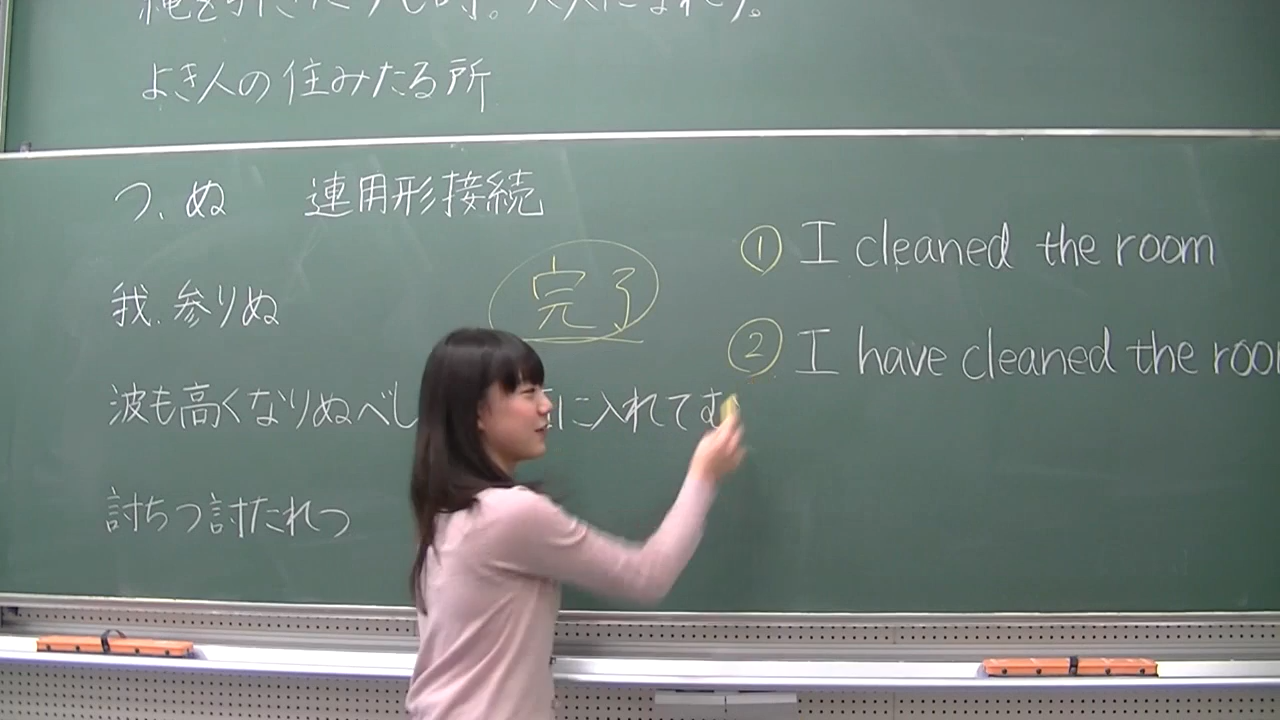 よき人の住みたる所
つ、ぬ 連用形接続
完了
我、参りぬ
波も高くなりぬべし
に入れてむ
討ちつ討たれつ
① I cleaned the room
② I have cleaned the